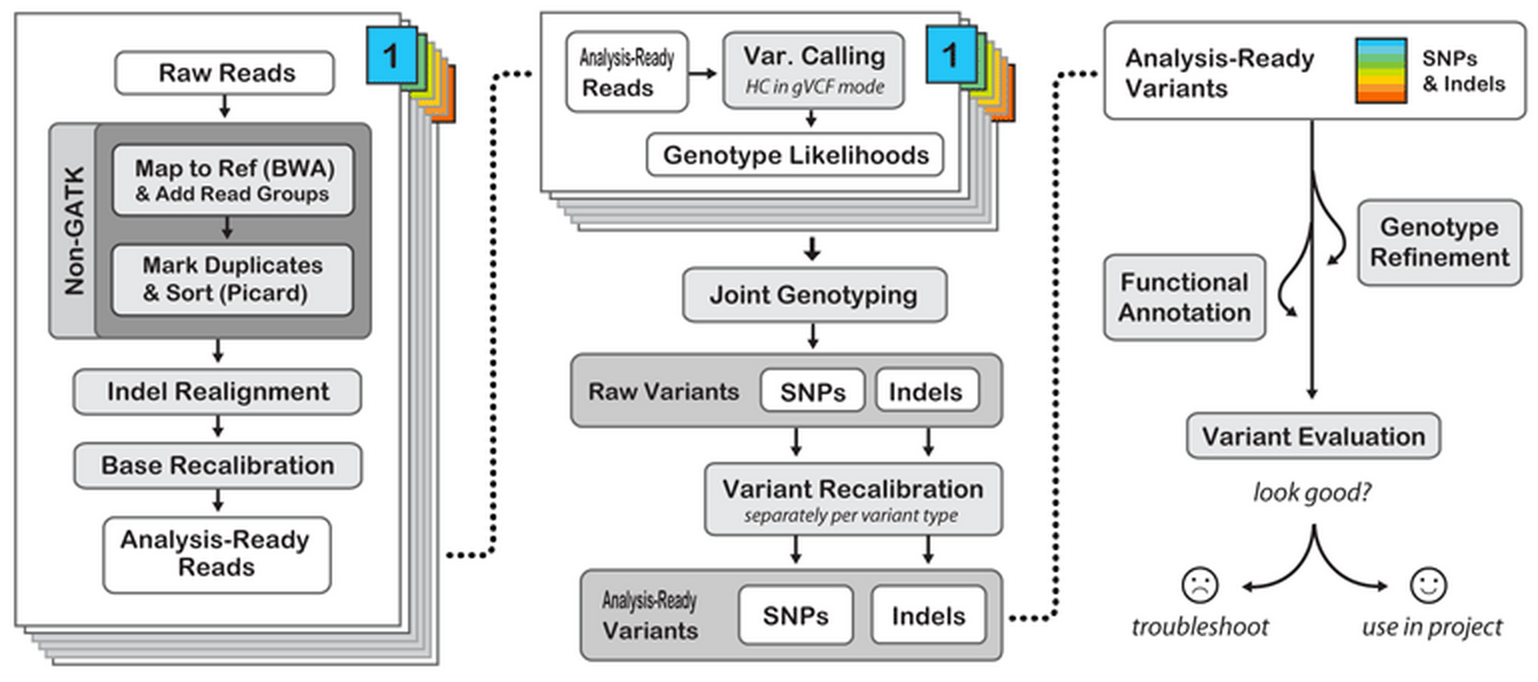 1
Raw Reads
Non-GATK
Map to Ref (BWA)
& Add Read Groups
Mark Duplicates
& Sort (Picard)
Indel Realignment
Base Recalibration
Analysis-Ready
Reads
1
Analysis-Ready
Reads
Var. Calling
HC in gVCF mode
Genotype Likelihoods
Joint Genotyping
Raw Variants
SNPs
Indels
Variant Recalibration
separately per variant type
Analysis-Ready
Variants
SNPs
Indels
Analysis-Ready
Variants
SNPs
& Indels
Genotype
Refinement
Functional
Annotation
Variant Evaluation
look good?
troubleshoot
use in project